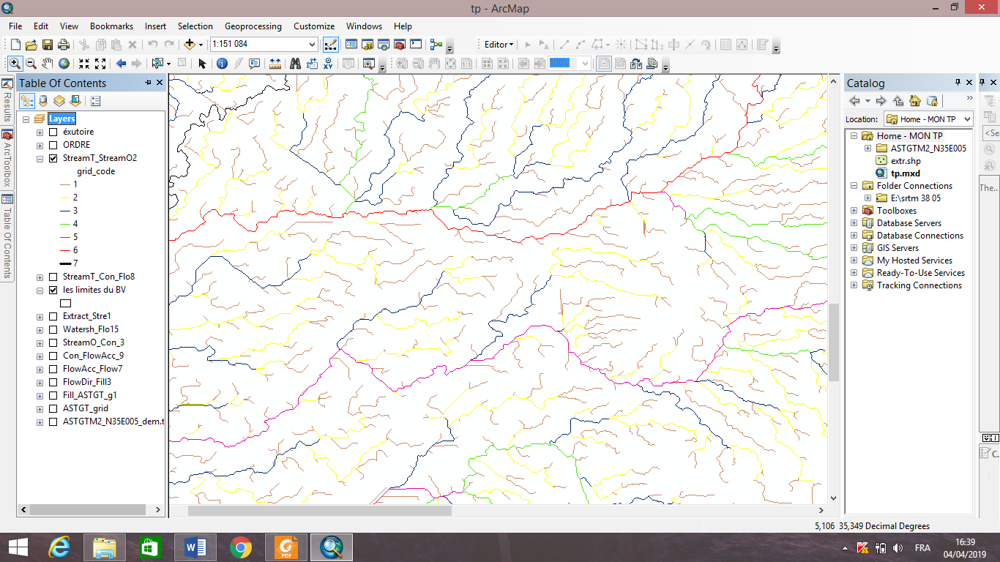 tp - ArcMap
File Edit View Bookmarks Insert Selection Geoprocessing Customize Windows Help
1:151 084
Editor
100%
Results
ArcToolbox
Table Of Contents
Table Of Contents
Layers
éxutoire
ORDRE
StreamT_StreamO2
grid_code
1
2
3
4
5
6
7
StreamT_Con_Flo8
les limites du BV
Extract_Stre1
Watersh_Flo15
StreamO_Con_3
Con_FlowAcc_9
FlowAcc_Flow7
FlowDir_Fill3
Fill_ASTGT_g1
ASTGT_grid
ASTGTM2_N35E005_dem.t
Catalog
Location: Home - MON TP
Home - MON TP
ASTGTM2_N35E005
extr.shp
tp.mxd
Folder Connections
E:\srtm 38 05
Toolboxes
Database Servers
Database Connections
GIS Servers
My Hosted Services
Ready-To-Use Services
Tracking Connections
<Se
The..
C.
5,106 35,349 Decimal Degrees
PDF
FRA
16:39
04/04/2019